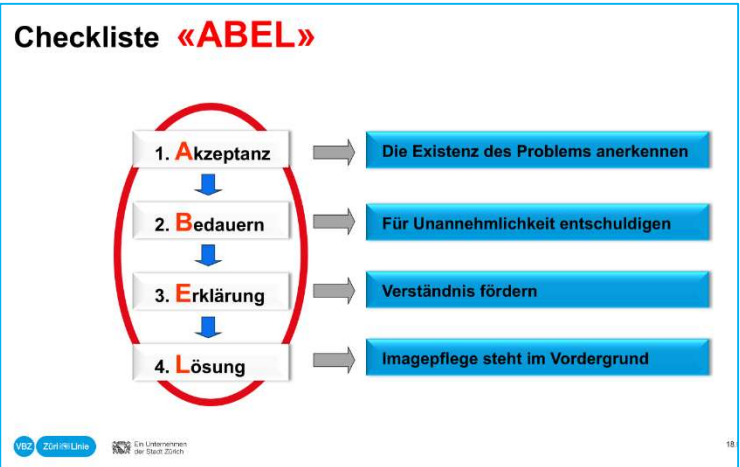 Checkliste «ABEL»
1. Akzeptanz
Die Existenz des Problems anerkennen
2. Bedauern
Für Unannehmlichkeit entschuldigen
3. Erklärung
Verständnis fördern
4. Lösung
Imagepflege steht im Vordergrund
VBZ Züri Linie
Ein Unternehmen
der Stadt Zürich
18